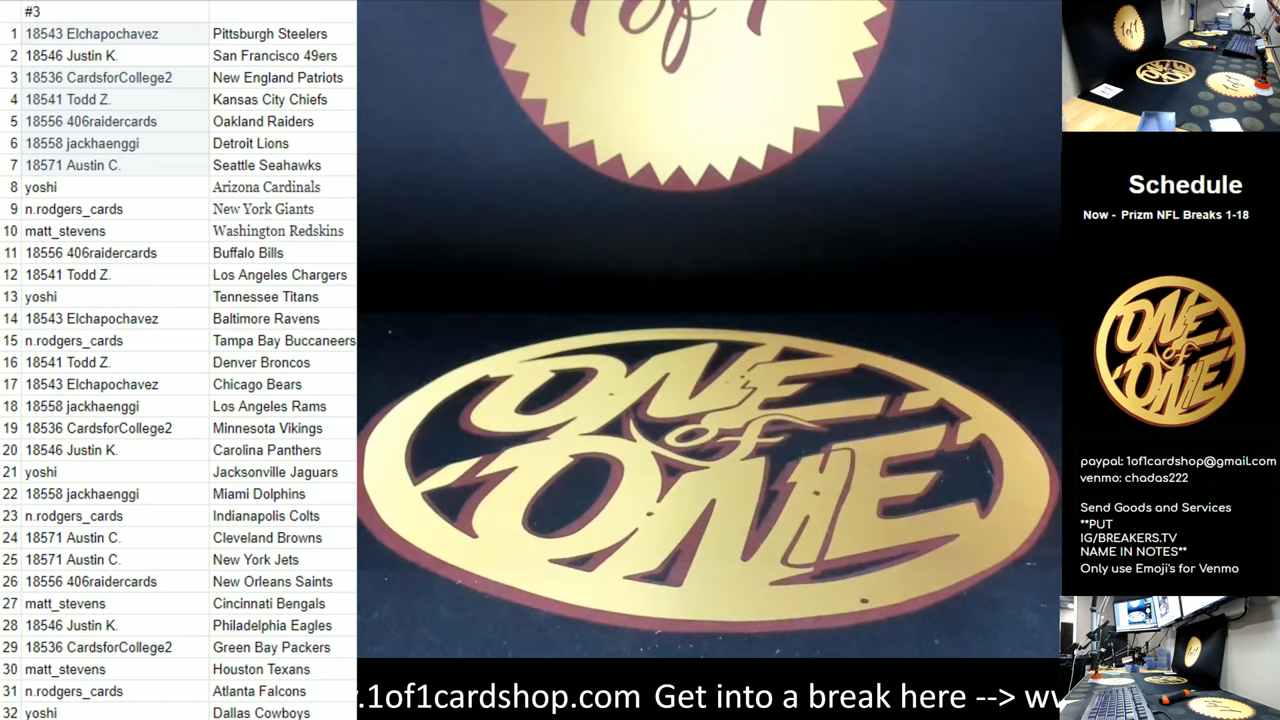 #3
1 18543 Elchapochavez Pittsburgh Steelers
2 18546 Justin K. San Francisco 49ers
3 18536 CardsforCollege2 New England Patriots
4 18541 Todd Z. Kansas City Chiefs
5 18556 406raidercards Oakland Raiders
6 18558 jackhaenggi Detroit Lions
7 18571 Austin C. Seattle Seahawks
8 yoshi Arizona Cardinals
9 n.rodgers_cards New York Giants
10 matt_stevens Washington Redskins
11 18556 406raidercards Buffalo Bills
12 18541 Todd Z. Los Angeles Chargers
13 yoshi Tennessee Titans
14 18543 Elchapochavez Baltimore Ravens
15 n.rodgers_cards Tampa Bay Buccaneers
16 18541 Todd Z. Denver Broncos
17 18543 Elchapochavez Chicago Bears
18 18558 jackhaenggi Los Angeles Rams
19 18536 CardsforCollege2 Minnesota Vikings
20 18546 Justin K. Carolina Panthers
21 yoshi Jacksonville Jaguars
22 18558 jackhaenggi Miami Dolphins
23 n.rodgers_cards Indianapolis Colts
24 18571 Austin C. Cleveland Browns
25 18571 Austin C. New York Jets
26 18556 406raidercards New Orleans Saints
27 matt_stevens Cincinnati Bengals
28 18546 Justin K. Philadelphia Eagles
29 18536 CardsforCollege2 Green Bay Packers
30 matt_stevens Houston Texans
31 n.rodgers_cards Atlanta Falcons
32 yoshi Dallas Cowboys
1of1
ONE
of
ONE
.1of1cardshop.com Get into a break here --> wv
1of1
Schedule
Now - Prizm NFL Breaks 1-18
ONE
of
ONE
paypal: 1of1cardshop@gmail.com
venmo: chadas222
Send Goods and Services
**PUT
IG/BREAKERS.TV
NAME IN NOTES**
Only use Emoji's for Venmo